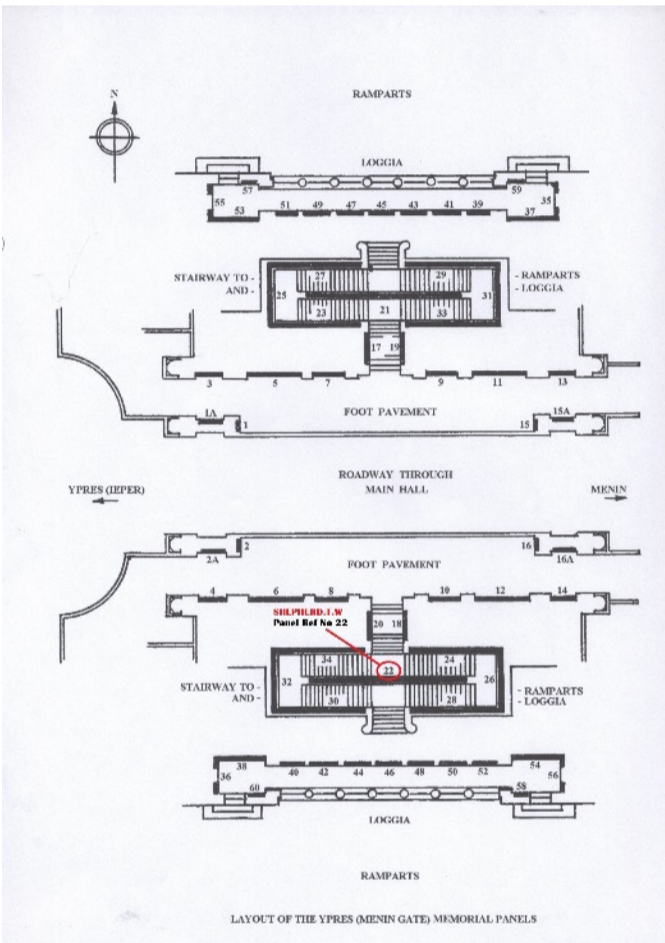 N
RAMPARTS
LOGGIA
57
59
55
53
51 49 47 45 43 41 39
37
35
STAIRWAY TO -
AND -
27
29
- RAMPARTS
- LOGGIA
25
31
23
21
33
17 19
3 5 7 9 11 13
1A
FOOT PAVEMENT
15A
1
15
ROADWAY THROUGH
MAIN HALL
YPRES (IEPER)
MENIN
2
16
2A
FOOT PAVEMENT
16A
4 6 8 10 12 14
Panel Ref No 22
20 18
34
22
24
32
26
STAIRWAY TO -
AND -
30
28
- RAMPARTS
LOGGIA
38
54
36
40 42 44 46 48 50 52
56
60
58
LOGGIA
RAMPARTS
LAYOUT OF THE YPRES (MENIN GATE) MEMORIAL PANELS